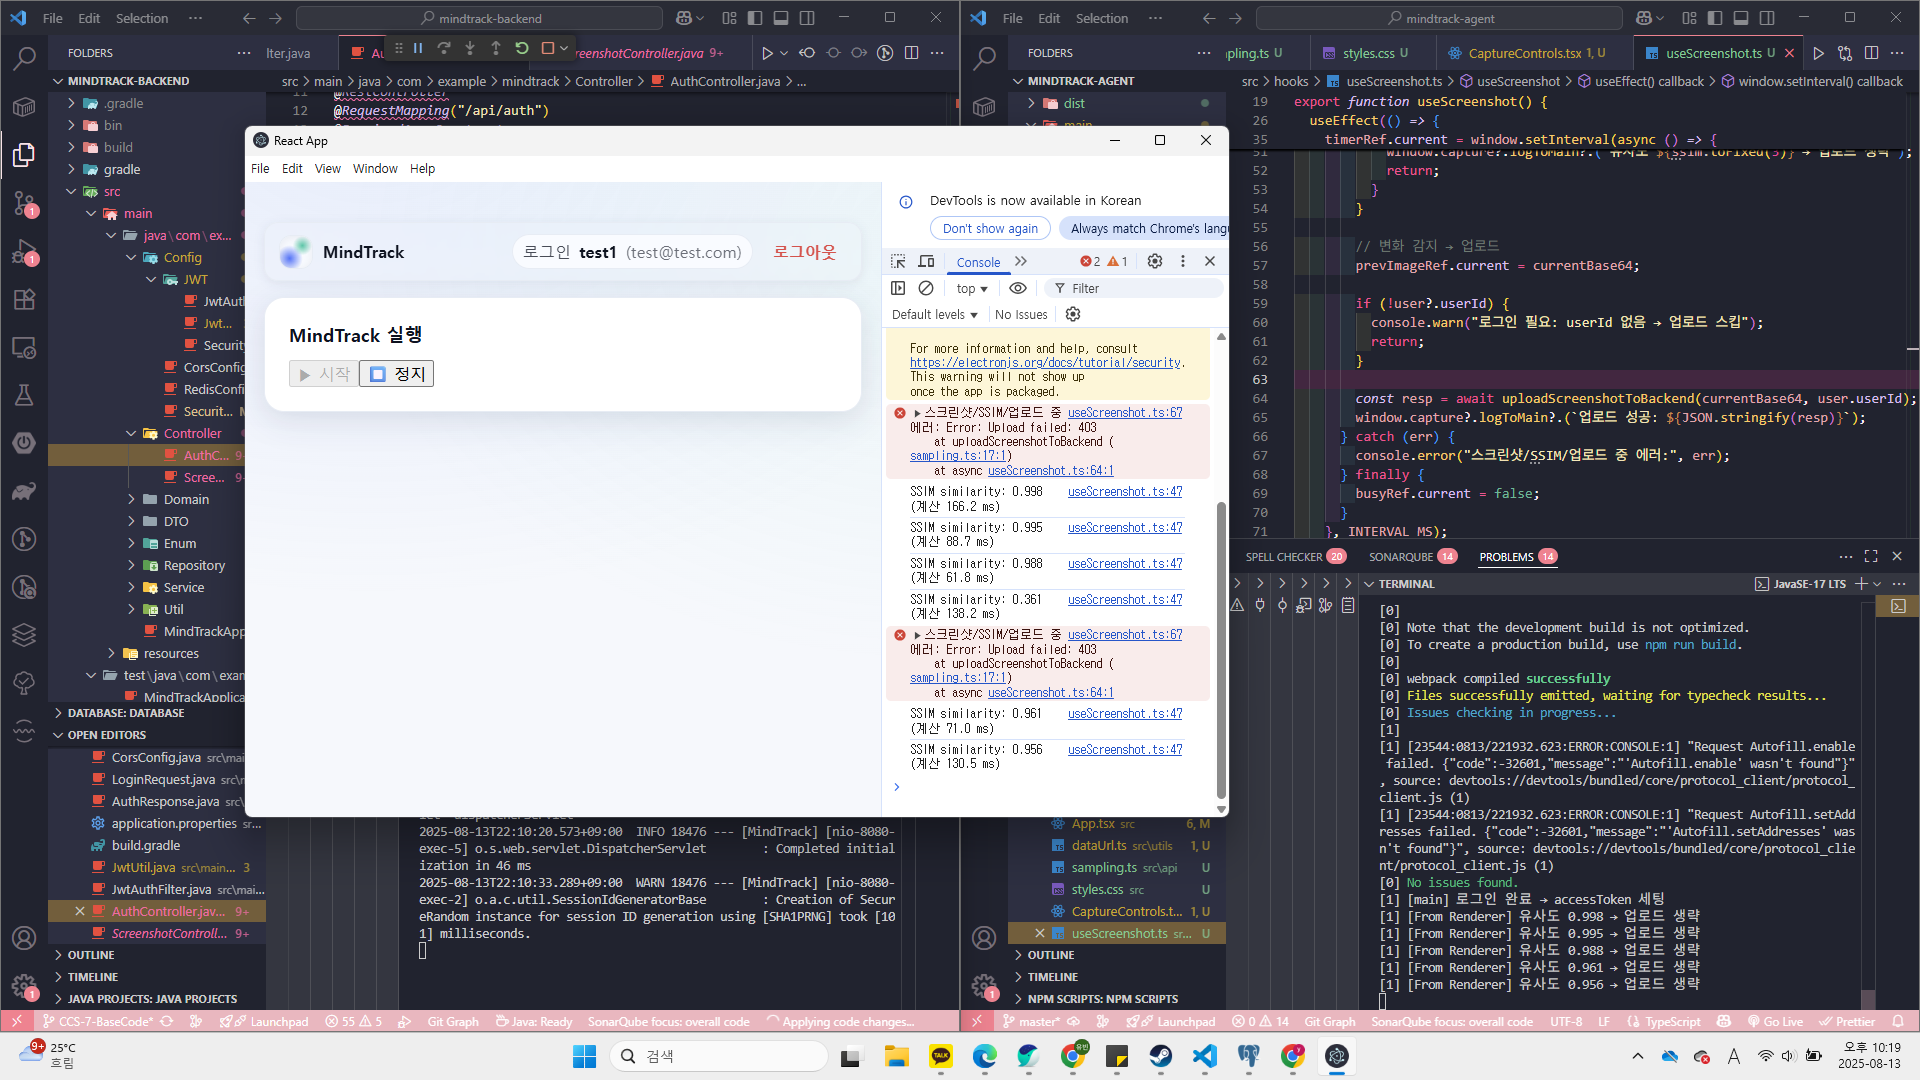 File Edit Selection ··· mindtrack-backend
File Edit Selection ··· mindtrack-agent
FOLDERS
MINDTRACK-BACKEND
.gradle
bin
build
gradle
src
main
java\com\ex...
Config
JWT
JwtAuth
Jwt...
Security
CorsConfig
RedisConfi
Securit...
Controller
AuthC... 9+
Scree... 9+
Domain
DTO
Enum
Repository
Service
Util
MindTrackApp
resources
test\java\com\exam
MindTrackApplica
DATABASE: DATABASE
OPEN EDITORS
CorsConfig.java src\m
LoginRequest.java src\
AuthResponse.java src\
application.properties sr...
build.gradle
JwtUtil.java src\main... 3
JwtAuthFilter.java src\mai...
AuthController.jav... 9+
ScreenshotControll... 9+
OUTLINE
TIMELINE
JAVA PROJECTS: JAVA PROJECTS
lter.java
Au
reenshotController.java 9+
src > main > java > com > example > mindtrack > Controller > AuthController.java > ...
11 @RestController
12 @RequestMapping("/api/auth")
React App
File Edit View Window Help
MindTrack
로그인 test1 (test@test.com)
로그아웃
MindTrack 실행
▶ 시작
정지
DevTools is now available in Korean
Don't show again
Always match Chrome's langu
Console 2 1
top
Filter
Default levels
No Issues
For more information and help, consult
https://electronjs.org/docs/tutorial/security.
This warning will not show up
once the app is packaged.
▶스크린샷/SSIM/업로드 중 useScreenshot.ts:67
에러: Error: Upload failed: 403
at uploadScreenshotToBackend (
sampling.ts:17:1)
at async useScreenshot.ts:64:1
SSIM similarity: 0.998 useScreenshot.ts:47
(계산 166.2 ms)
SSIM similarity: 0.995 useScreenshot.ts:47
(계산 88.7 ms)
SSIM similarity: 0.988 useScreenshot.ts:47
(계산 61.8 ms)
SSIM similarity: 0.361 useScreenshot.ts:47
(계산 138.2 ms)
▶스크린샷/SSIM/업로드 중 useScreenshot.ts:67
에러: Error: Upload failed: 403
at uploadScreenshotToBackend (
sampling.ts:17:1)
at async useScreenshot.ts:64:1
SSIM similarity: 0.961 useScreenshot.ts:47
(계산 71.0 ms)
SSIM similarity: 0.956 useScreenshot.ts:47
(계산 130.5 ms)
2025-08-13T22:10:20.573+09:00 INFO 18476 --- [MindTrack] [nio-8080-
exec-5] o.s.web.servlet.DispatcherServlet : Completed initial
ization in 46 ms
2025-08-13T22:10:33.289+09:00 WARN 18476 --- [MindTrack] [nio-8080-
exec-2] o.a.c.util.SessionIdGeneratorBase : Creation of Secur
eRandom instance for session ID generation using [SHA1PRNG] took [10
1] milliseconds.
FOLDERS
MINDTRACK-AGENT
dist
main
App.tsx src 6, M
dataUrl.ts src\utils 1, U
sampling.ts src\api U
styles.css src U
CaptureControls.t... 1, U
useScreenshot.ts sr... U
OUTLINE
TIMELINE
NPM SCRIPTS: NPM SCRIPTS
npling.ts U
styles.css U
CaptureControls.tsx 1, U
useScreenshot.ts U
src > hooks > useScreenshot.ts > useScreenshot > useEffect() callback > window.setInterval() callback
19 export function useScreenshot() {
26 useEffect(() => {
35 timerRef.current = window.setInterval(async () => {
51 window.capture?.logToMain?.(`유사도 ${ssim.toFixed(3)} → 업로드 생략`);
52 return;
53 }
54 }
55
56 // 변화 감지 → 업로드
57 prevImageRef.current = currentBase64;
58
59 if (!user?.userId) {
60 console.warn("로그인 필요: userId 없음 → 업로드 스킵");
61 return;
62 }
63
64 const resp = await uploadScreenshotToBackend(currentBase64, user.userId);
65 window.capture?.logToMain?.(`업로드 성공: ${JSON.stringify(resp)}`);
66 } catch (err) {
67 console.error("스크린샷/SSIM/업로드 중 에러:", err);
68 } finally {
69 busyRef.current = false;
70 }
71 }, INTERVAL_MS);
SPELL CHECKER 20 SONARQUBE 14 PROBLEMS 14
TERMINAL
JavaSE-17 LTS
[0]
[0] Note that the development build is not optimized.
[0] To create a production build, use npm run build.
[0]
[0] webpack compiled successfully
[0] Files successfully emitted, waiting for typecheck results...
[0] Issues checking in progress...
[1]
[1] [23544:0813/221932.623:ERROR:CONSOLE:1] "Request Autofill.enable
failed. {"code":-32601,"message":"'Autofill.enable' wasn't found"}"
, source: devtools://devtools/bundled/core/protocol_client/protocol_
client.js (1)
[1] [23544:0813/221932.623:ERROR:CONSOLE:1] "Request Autofill.setAdd
resses failed. {"code":-32601,"message":"'Autofill.setAddresses' was
n't found"}", source: devtools://devtools/bundled/core/protocol_clie
nt/protocol_client.js (1)
[0] No issues found.
[1] [main] 로그인 완료 → accessToken 세팅
[1] [From Renderer] 유사도 0.998 → 업로드 생략
[1] [From Renderer] 유사도 0.995 → 업로드 생략
[1] [From Renderer] 유사도 0.988 → 업로드 생략
[1] [From Renderer] 유사도 0.961 → 업로드 생략
[1] [From Renderer] 유사도 0.956 → 업로드 생략
CCS-7-BaseCode* Launchpad 55 5 Git Graph Java: Ready SonarQube focus: overall code Applying code changes...
master* Launchpad 0 14 Git Graph SonarQube focus: overall code UTF-8 LF TypeScript Go Live Prettier
9+ 25°C
흐림
검색
TALK
A
오후 10:19
2025-08-13